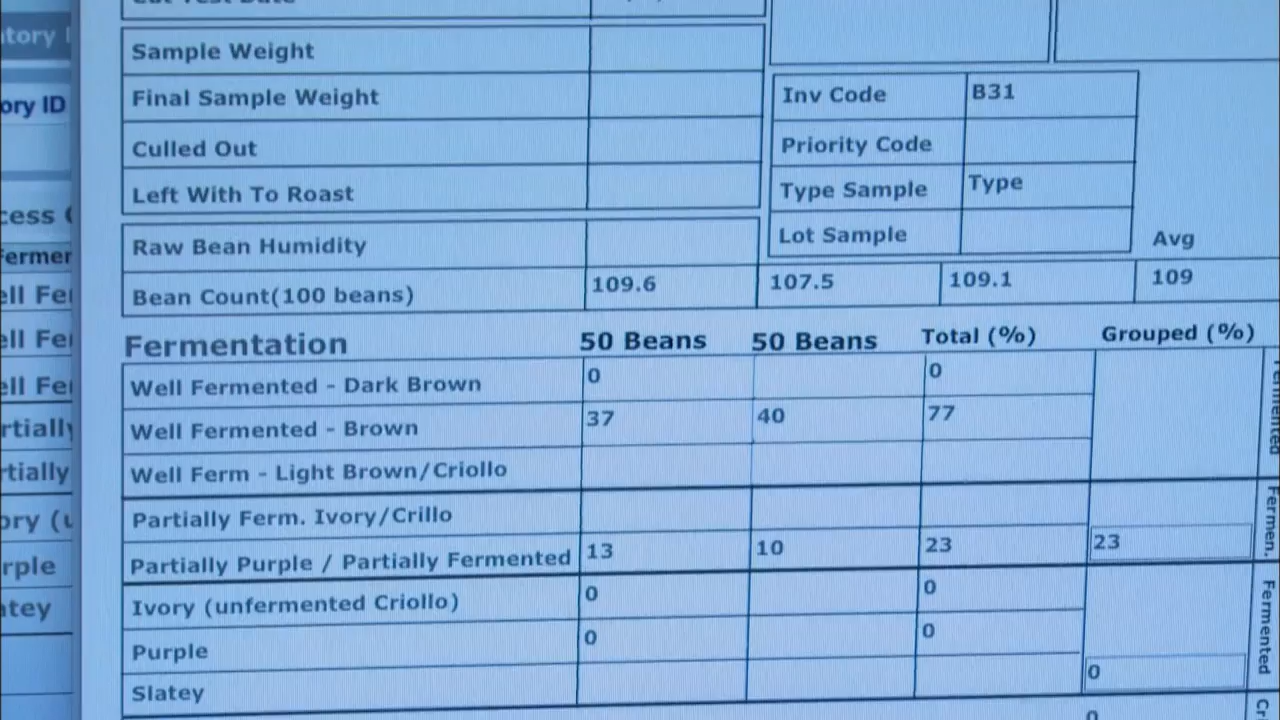 Sample Weight
Final Sample Weight
Culled Out
Left With To Roast
Inv Code B31
Priority Code
Type Sample Type
Lot Sample
Avg
Raw Bean Humidity
Bean Count(100 beans) 109.6 107.5 109.1 109
Fermentation 50 Beans 50 Beans Total (%) Grouped (%)
Well Fermented - Dark Brown 0 0
Well Fermented - Brown 37 40 77
Well Ferm - Light Brown/Criollo
Partially Ferm. Ivory/Crillo
Partially Purple / Partially Fermented 13 10 23 23
Ivory (unfermented Criollo) 0 0
Purple 0 0
Slatey 0
Fermen.
Fermented
ory ID